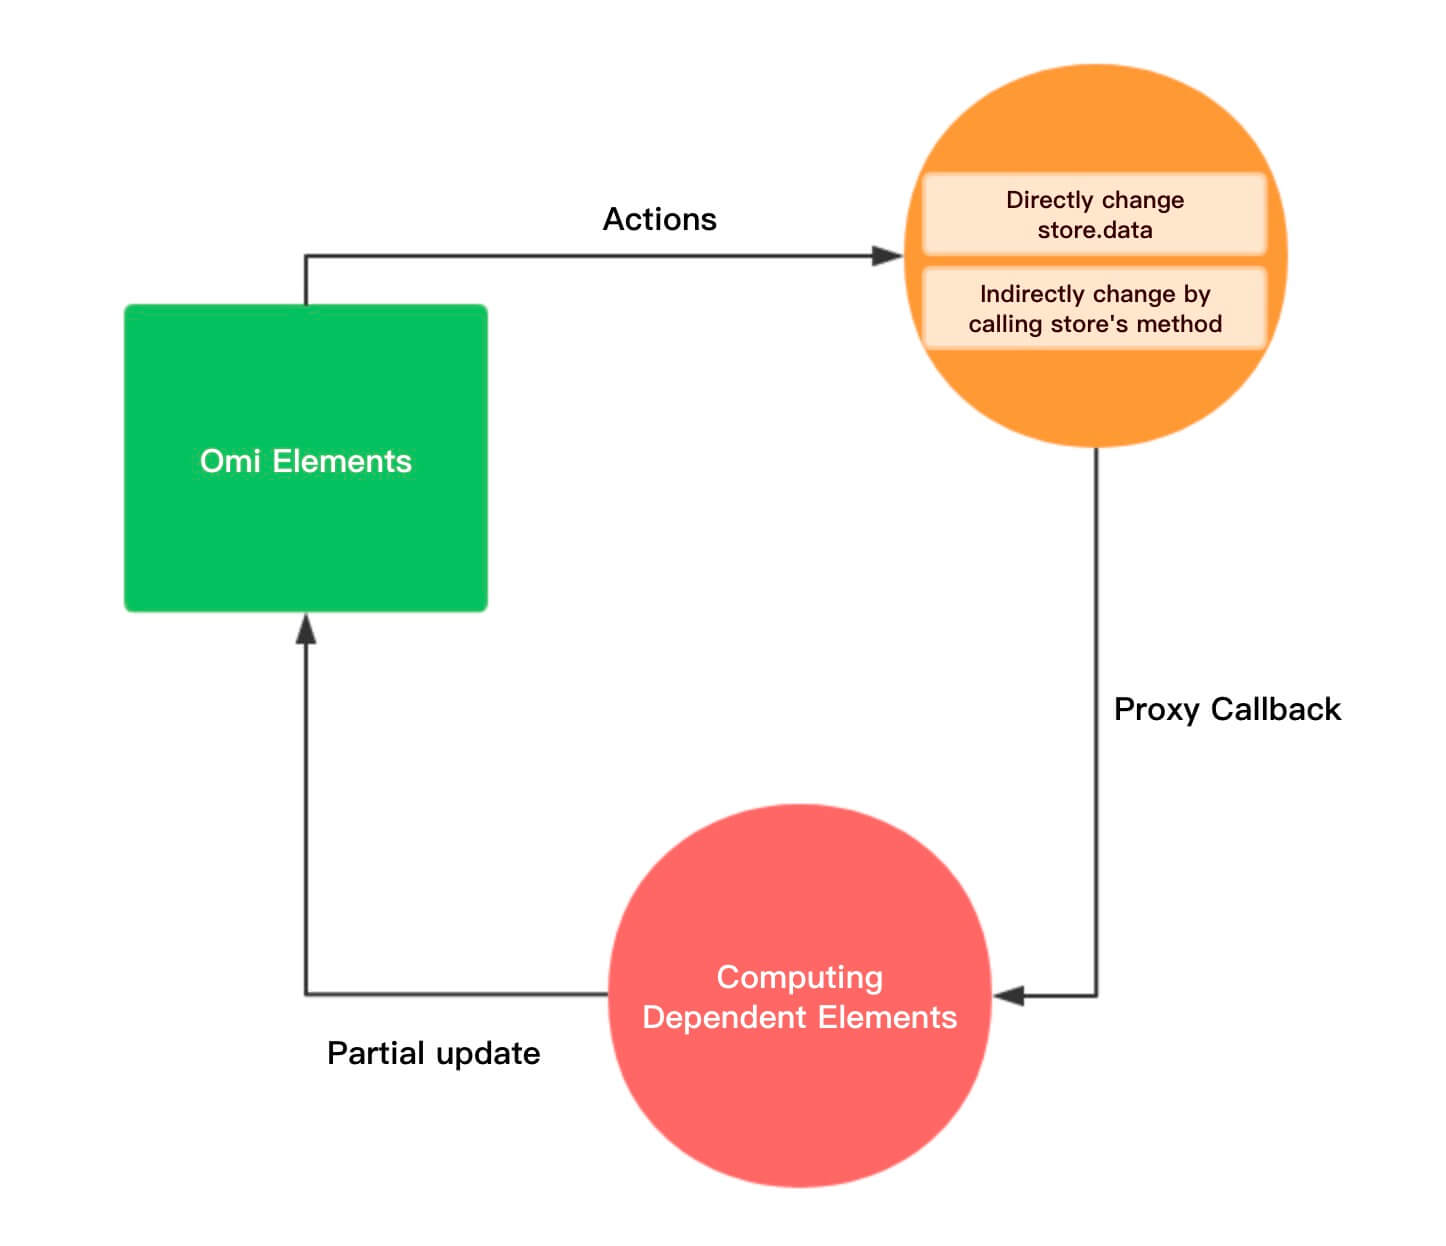 Actions
Directly change
store.data
Indirectly change by
calling store's method
Omi Elements
Proxy Callback
Computing
Dependent Elements
Partial update